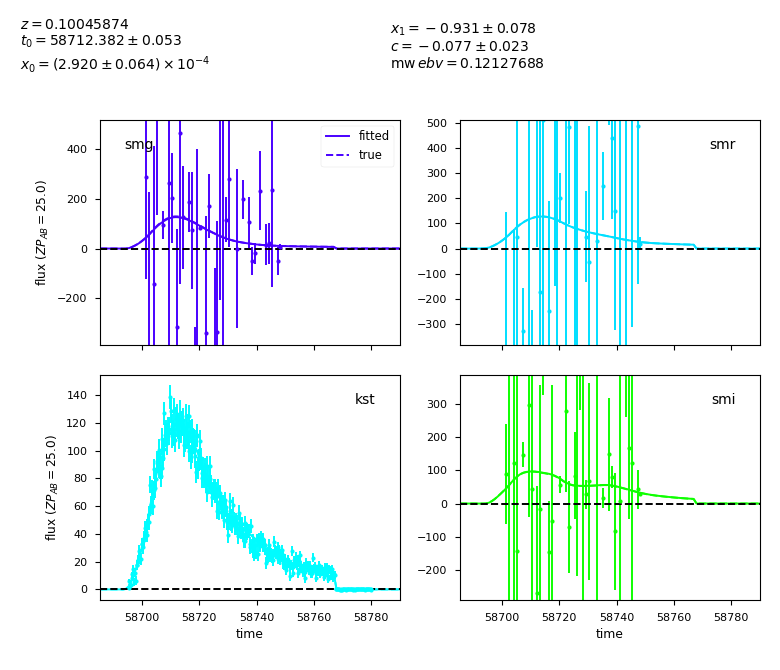 z = 0.10045874
t₀ = 58712.382 ± 0.053
x₀ = (2.920 ± 0.064) × 10⁻⁴
x₁ = −0.931 ± 0.078
c = −0.077 ± 0.023
mw ebv = 0.12127688
smg
fitted
true
400
200
0
−200
flux (ZP_AB = 25.0)
smr
500
400
300
200
100
0
−100
−200
−300
kst
140
120
100
80
60
40
20
0
flux (ZP_AB = 25.0)
58700 58720 58740 58760 58780
time
smi
300
200
100
0
−100
−200
58700 58720 58740 58760 58780
time